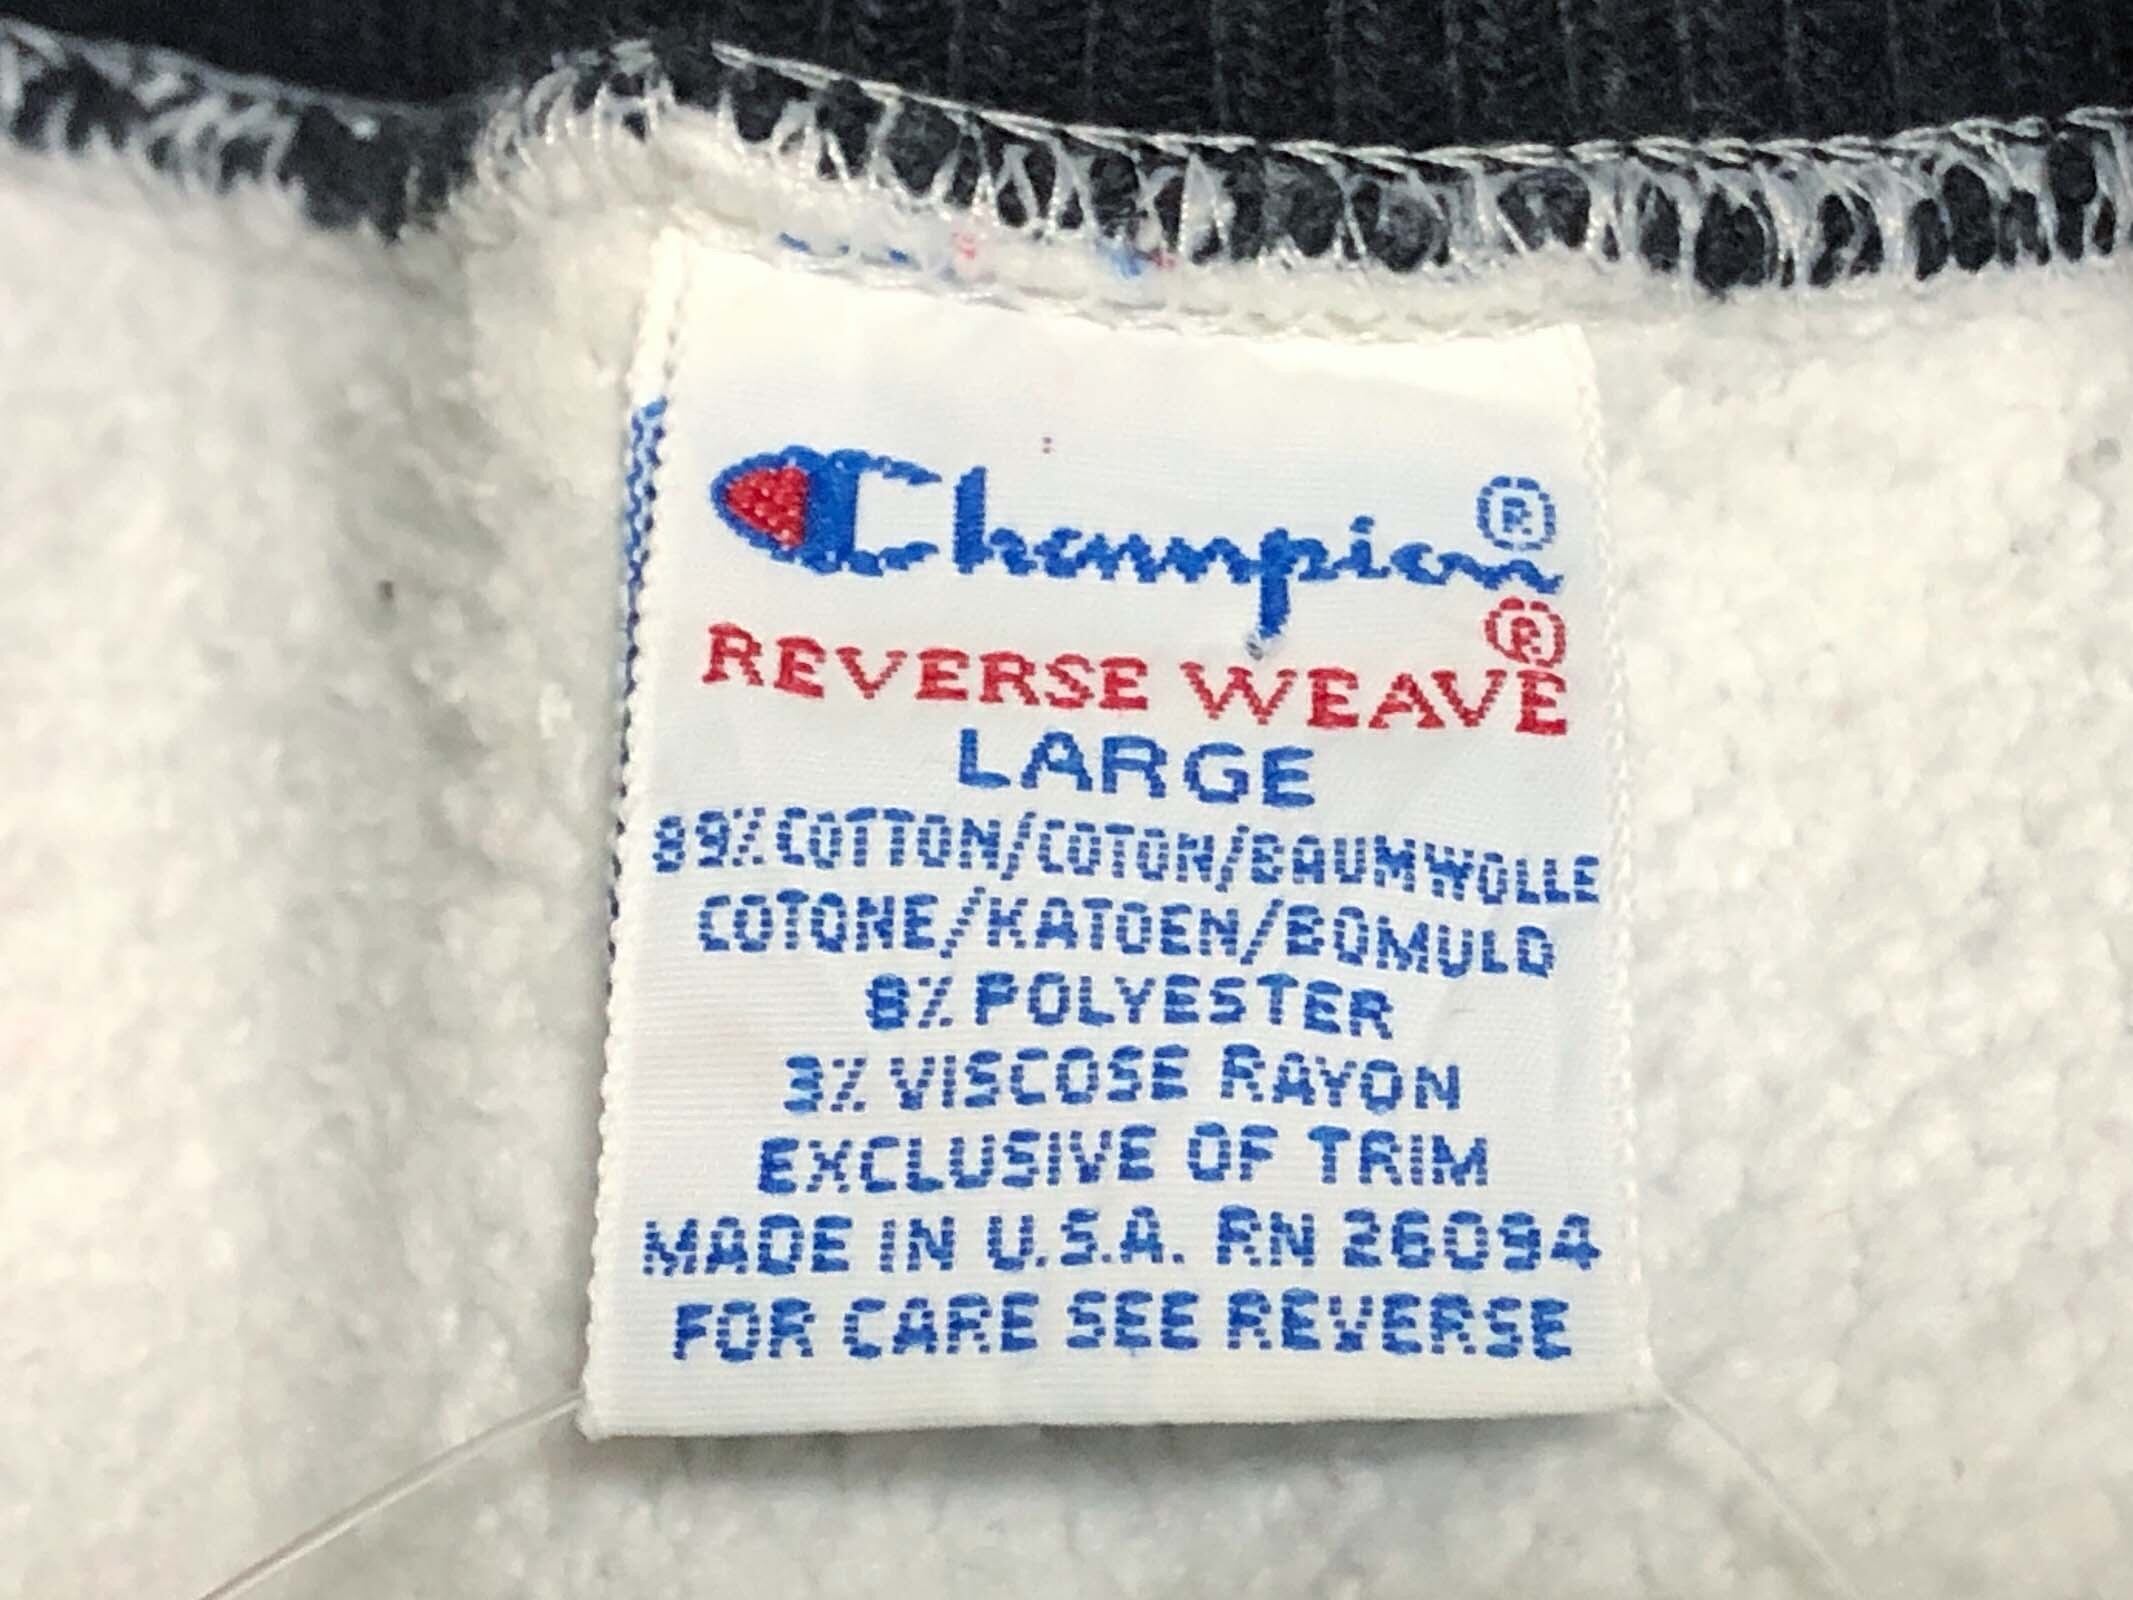 Champion®
REVERSE WEAVE®
LARGE
89% COTTON/COTON/BAUMWOLLE
COTONE/KATOEN/BOMULD
8% POLYESTER
3% VISCOSE RAYON
EXCLUSIVE OF TRIM
MADE IN U.S.A. RN 26094
FOR CARE SEE REVERSE